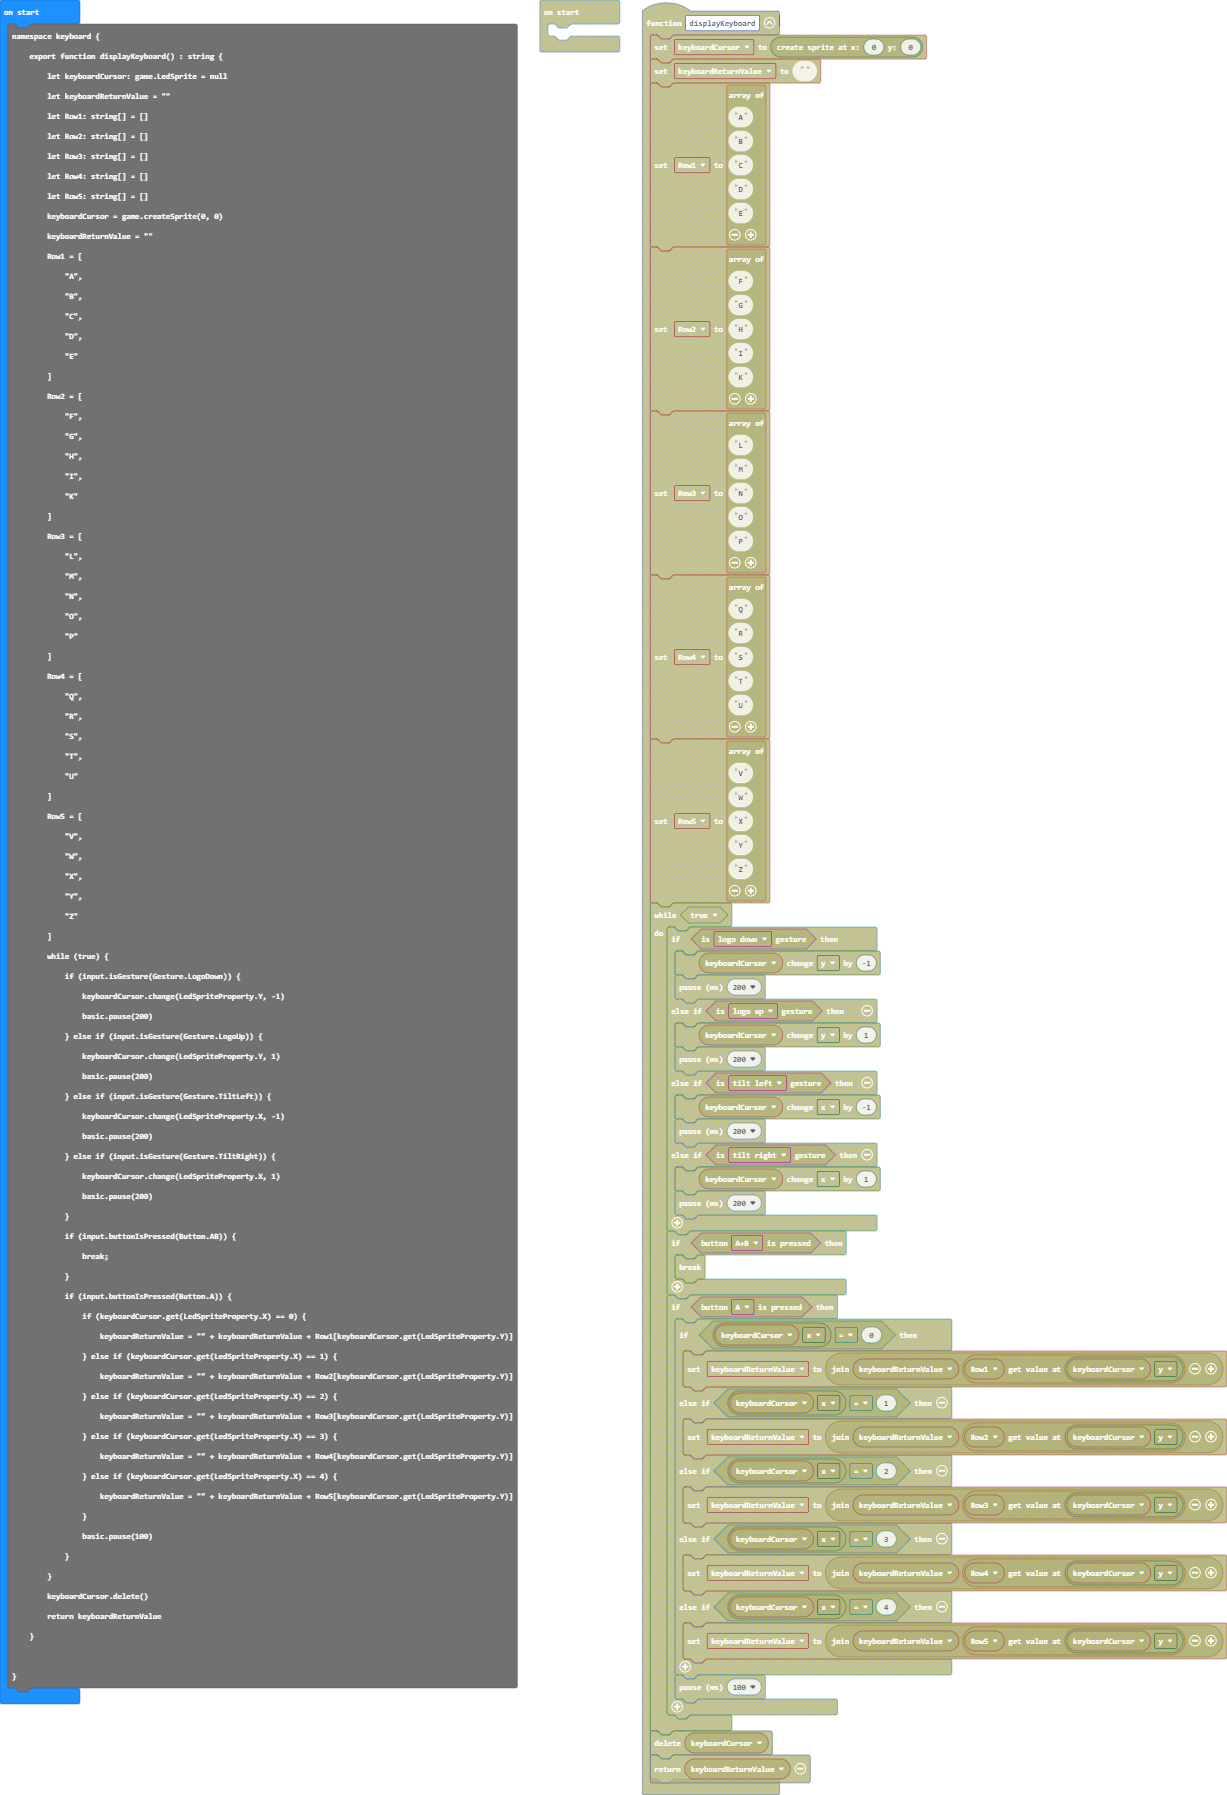 on start
namespace keyboard {
export function displayKeyboard() : string {
let keyboardCursor: game.LedSprite = null
let keyboardReturnValue = ""
let Row1: string[] = []
let Row2: string[] = []
let Row3: string[] = []
let Row4: string[] = []
let Row5: string[] = []
keyboardCursor = game.createSprite(0, 0)
keyboardReturnValue = ""
Row1 = [
"A",
"B",
"C",
"D",
"E"
]
Row2 = [
"F",
"G",
"H",
"I",
"K"
]
Row3 = [
"L",
"M",
"N",
"O",
"P"
]
Row4 = [
"Q",
"R",
"S",
"T",
"U"
]
Row5 = [
"V",
"W",
"X",
"Y",
"Z"
]
while (true) {
if (input.isGesture(Gesture.LogoDown)) {
keyboardCursor.change(LedSpriteProperty.Y, -1)
basic.pause(200)
} else if (input.isGesture(Gesture.LogoUp)) {
keyboardCursor.change(LedSpriteProperty.Y, 1)
basic.pause(200)
} else if (input.isGesture(Gesture.TiltLeft)) {
keyboardCursor.change(LedSpriteProperty.X, -1)
basic.pause(200)
} else if (input.isGesture(Gesture.TiltRight)) {
keyboardCursor.change(LedSpriteProperty.X, 1)
basic.pause(200)
}
if (input.buttonIsPressed(Button.AB)) {
break;
}
if (input.buttonIsPressed(Button.A)) {
if (keyboardCursor.get(LedSpriteProperty.X) == 0) {
keyboardReturnValue = "" + keyboardReturnValue + Row1[keyboardCursor.get(LedSpriteProperty.Y)]
} else if (keyboardCursor.get(LedSpriteProperty.X) == 1) {
keyboardReturnValue = "" + keyboardReturnValue + Row2[keyboardCursor.get(LedSpriteProperty.Y)]
} else if (keyboardCursor.get(LedSpriteProperty.X) == 2) {
keyboardReturnValue = "" + keyboardReturnValue + Row3[keyboardCursor.get(LedSpriteProperty.Y)]
} else if (keyboardCursor.get(LedSpriteProperty.X) == 3) {
keyboardReturnValue = "" + keyboardReturnValue + Row4[keyboardCursor.get(LedSpriteProperty.Y)]
} else if (keyboardCursor.get(LedSpriteProperty.X) == 4) {
keyboardReturnValue = "" + keyboardReturnValue + Row5[keyboardCursor.get(LedSpriteProperty.Y)]
}
basic.pause(100)
}
}
keyboardCursor.delete()
return keyboardReturnValue
}
}
on start
function displayKeyboard
set keyboardCursor to create sprite at x: 0 y: 0
set keyboardReturnValue to " "
array of
"A"
"B"
set Row1 to "C"
"D"
"E"
array of
"F"
"G"
set Row2 to "H"
"I"
"K"
array of
"L"
"M"
set Row3 to "N"
"O"
"P"
array of
"Q"
"R"
set Row4 to "S"
"T"
"U"
array of
"V"
"W"
set Row5 to "X"
"Y"
"Z"
while true
do
if is logo down gesture then
keyboardCursor change y by -1
pause (ms) 200
else if is logo up gesture then
keyboardCursor change y by 1
pause (ms) 200
else if is tilt left gesture then
keyboardCursor change x by -1
pause (ms) 200
else if is tilt right gesture then
keyboardCursor change x by 1
pause (ms) 200
if button A+B is pressed then
break
if button A is pressed then
if keyboardCursor x = 0 then
set keyboardReturnValue to join keyboardReturnValue Row1 get value at keyboardCursor y
else if keyboardCursor x = 1 then
set keyboardReturnValue to join keyboardReturnValue Row2 get value at keyboardCursor y
else if keyboardCursor x = 2 then
set keyboardReturnValue to join keyboardReturnValue Row3 get value at keyboardCursor y
else if keyboardCursor x = 3 then
set keyboardReturnValue to join keyboardReturnValue Row4 get value at keyboardCursor y
else if keyboardCursor x = 4 then
set keyboardReturnValue to join keyboardReturnValue Row5 get value at keyboardCursor y
pause (ms) 100
delete keyboardCursor
return keyboardReturnValue